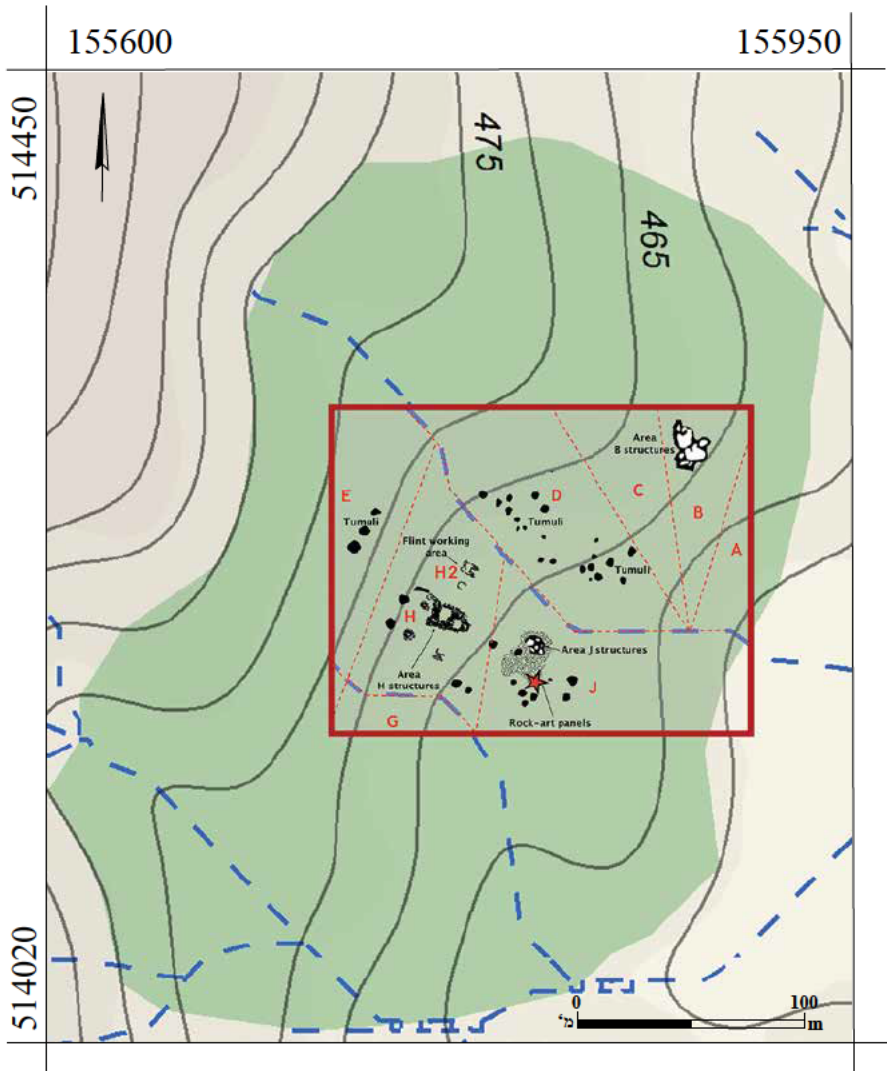 155600
155950
514450
475
465
Area
B structures
E
D
C
B
Tumuli
Tumuli
A
Flint working
area
H2
Tumuli
H
Area J structures
Area
H structures
J
G
Rock-art panels
514020
0
100
מ'
m